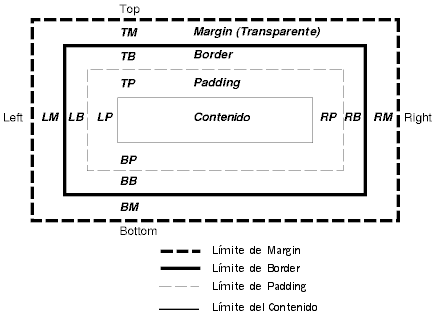 Top
TM Margin (Transparente)
TB Border
TP Padding
Left LM LB LP Contenido RP RB RM Right
BP
BB
BM
Bottom
Límite de Margin
Límite de Border
Límite de Padding
Límite del Contenido